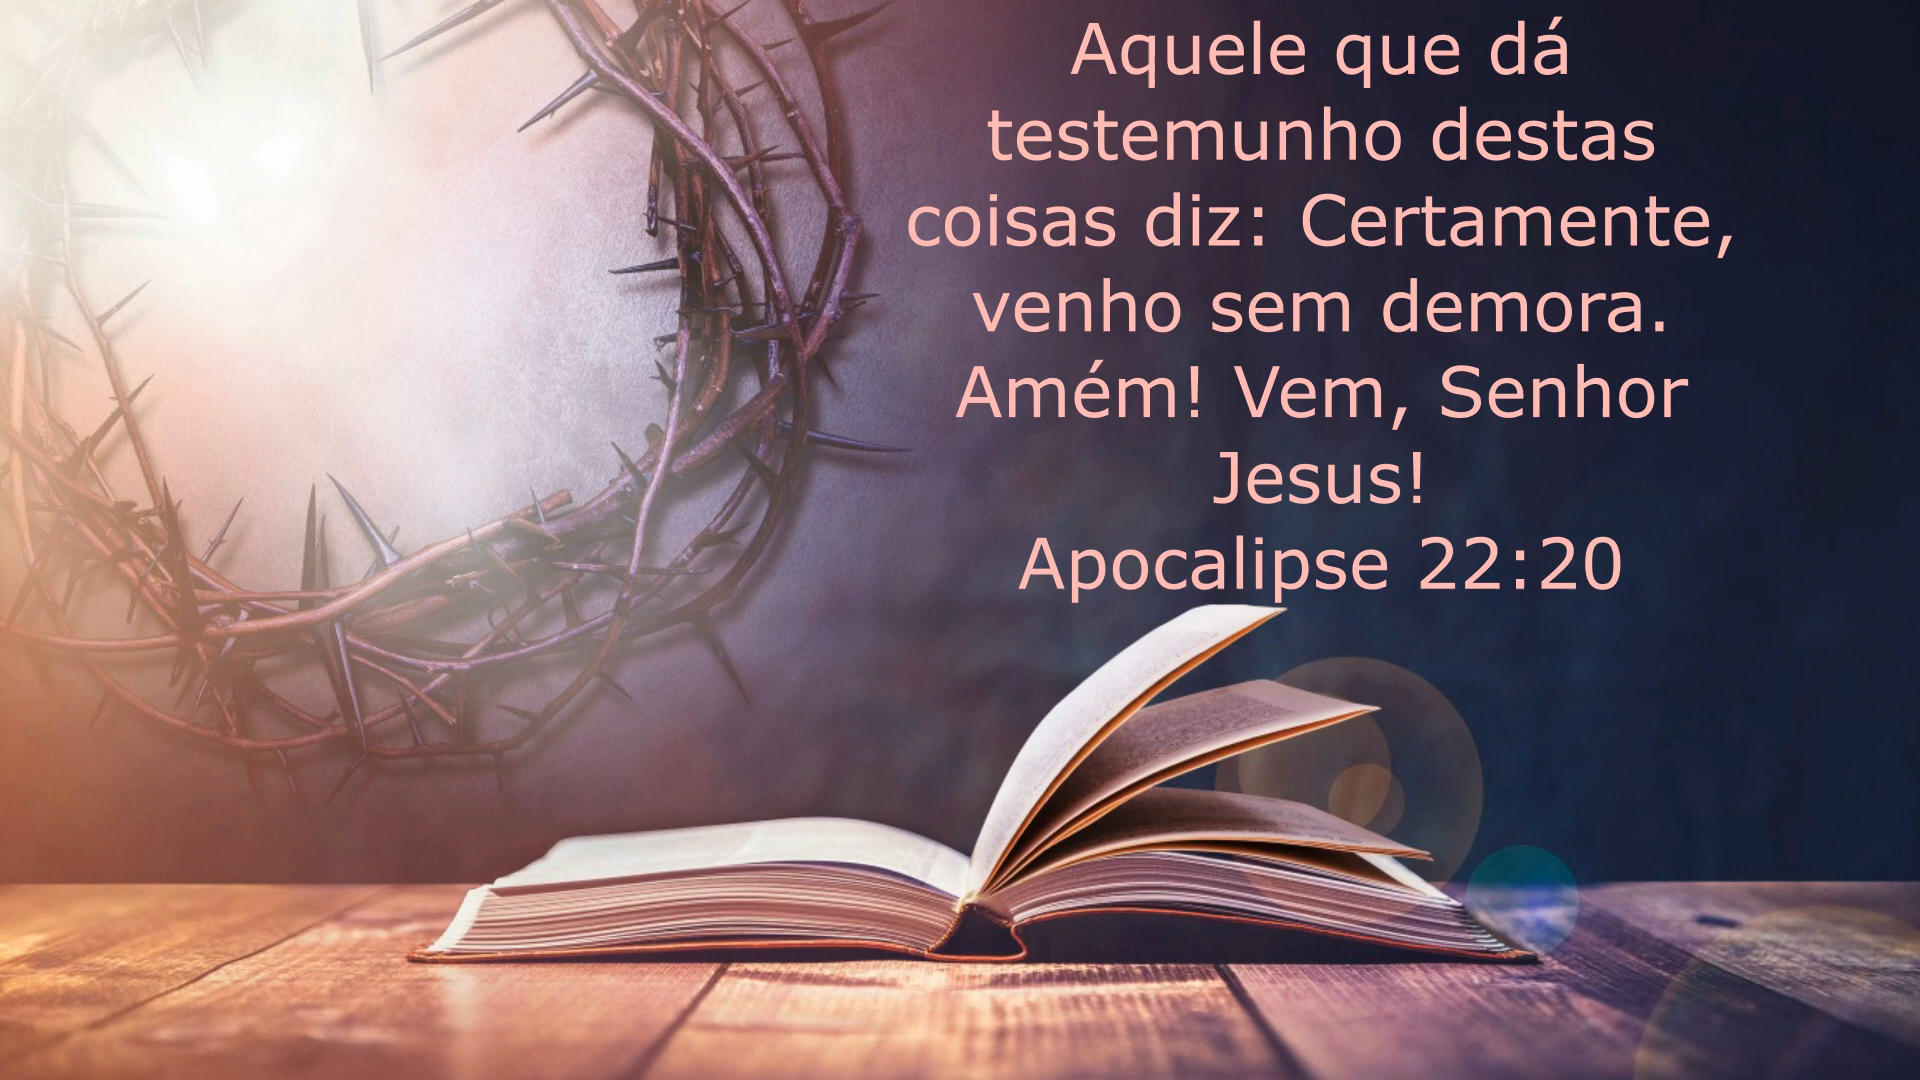 Aquele que dá
testemunho destas
coisas diz: Certamente,
venho sem demora.
Amém! Vem, Senhor
Jesus!
Apocalipse 22:20